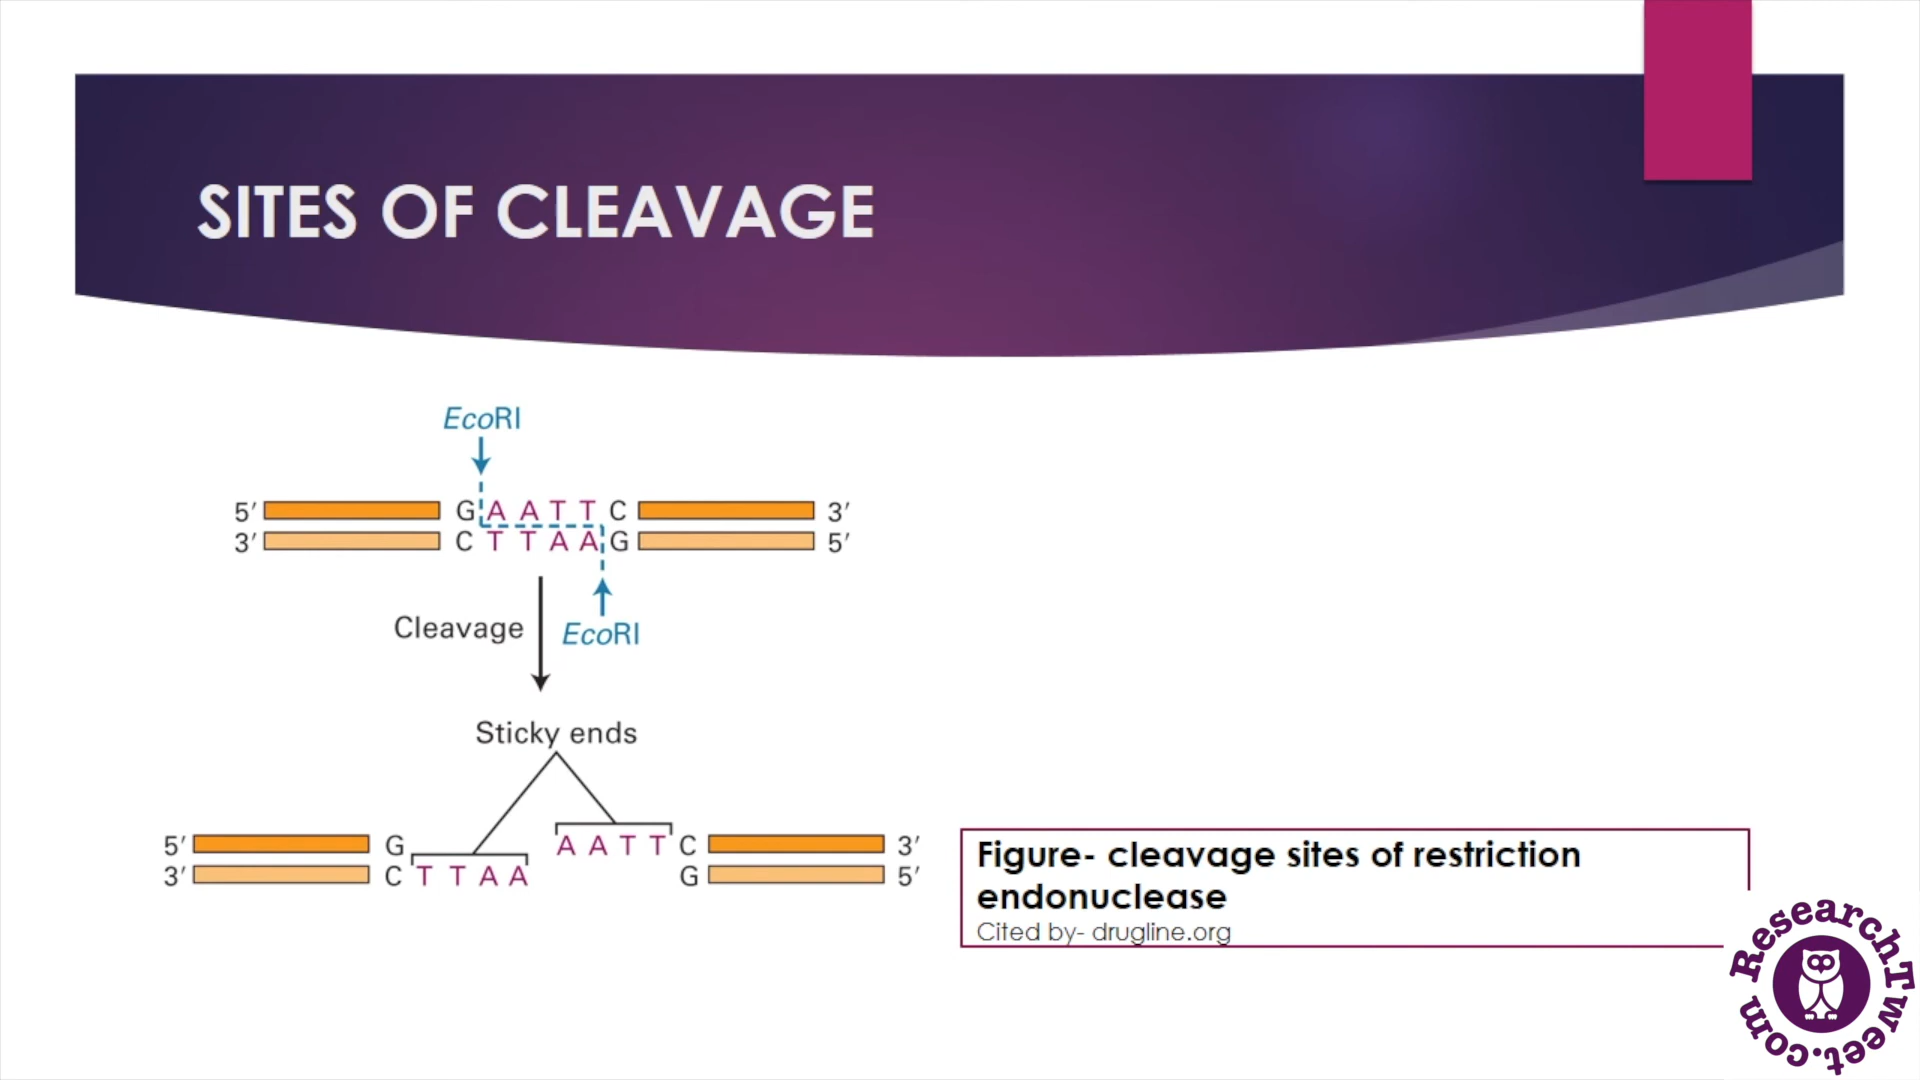 SITES OF CLEAVAGE
EcoRI
5′ G A A T T C 3′
3′ C T T A A G 5′
Cleavage
EcoRI
Sticky ends
5′ G A A T T C 3′
3′ C T T A A G 5′
Figure- cleavage sites of restriction
endonuclease
Cited by- drugline.org
ResearchTweet.com